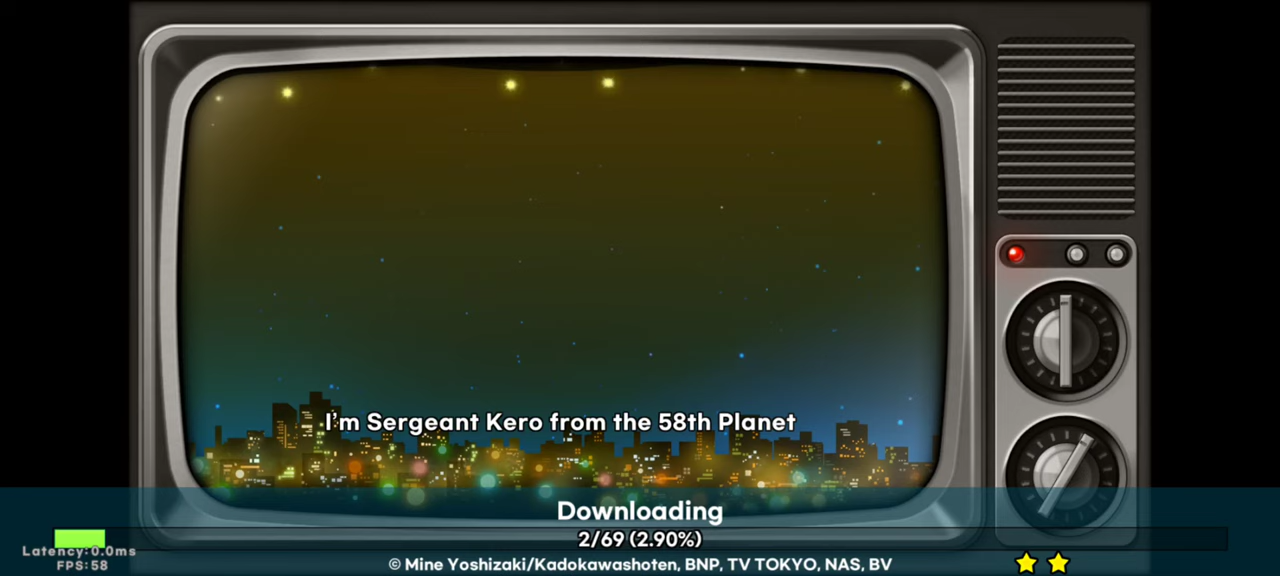 I'm Sergeant Kero from the 58th Planet
Downloading
2/69 (2.90%)
Latency:0.0ms
FPS:58
© Mine Yoshizaki/Kadokawashoten, BNP, TV TOKYO, NAS, BV